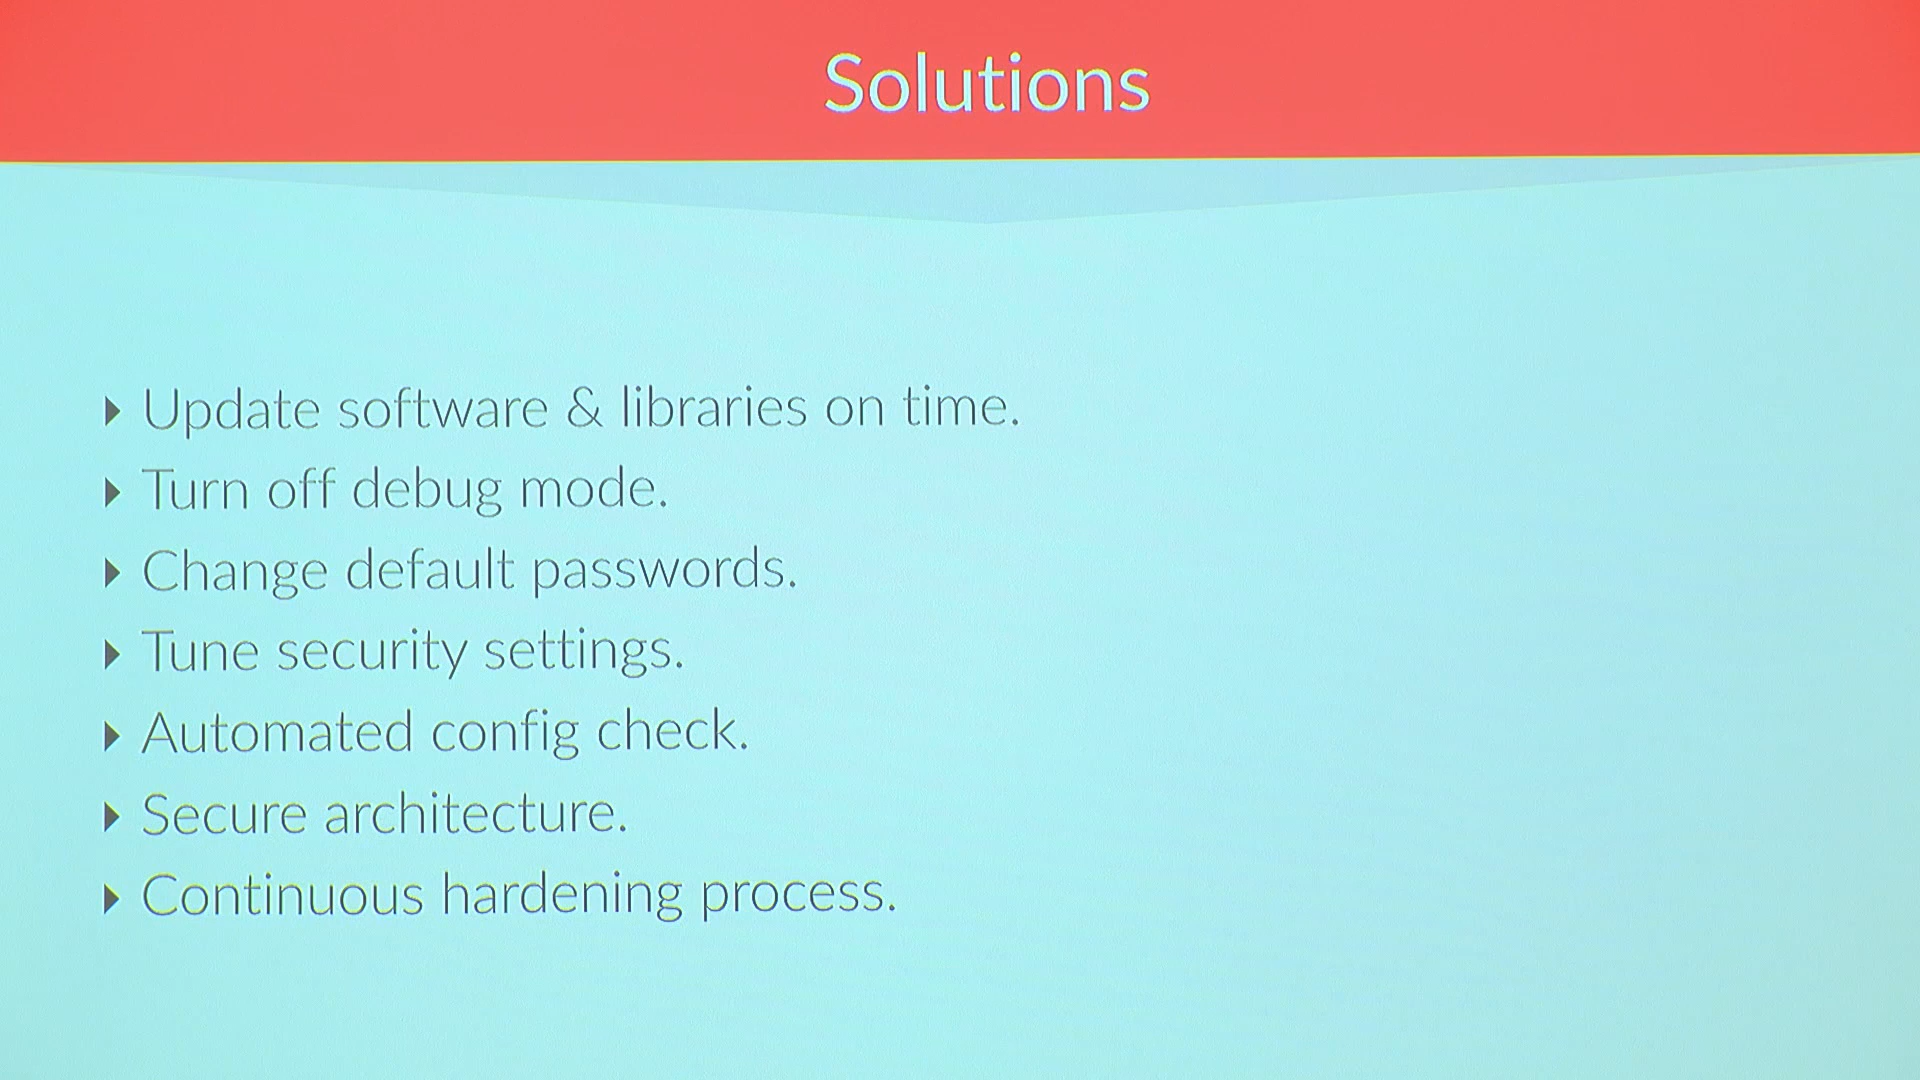 Solutions
Update software & libraries on time.
Turn off debug mode.
Change default passwords.
Tune security settings.
Automated config check.
Secure architecture.
Continuous hardening process.